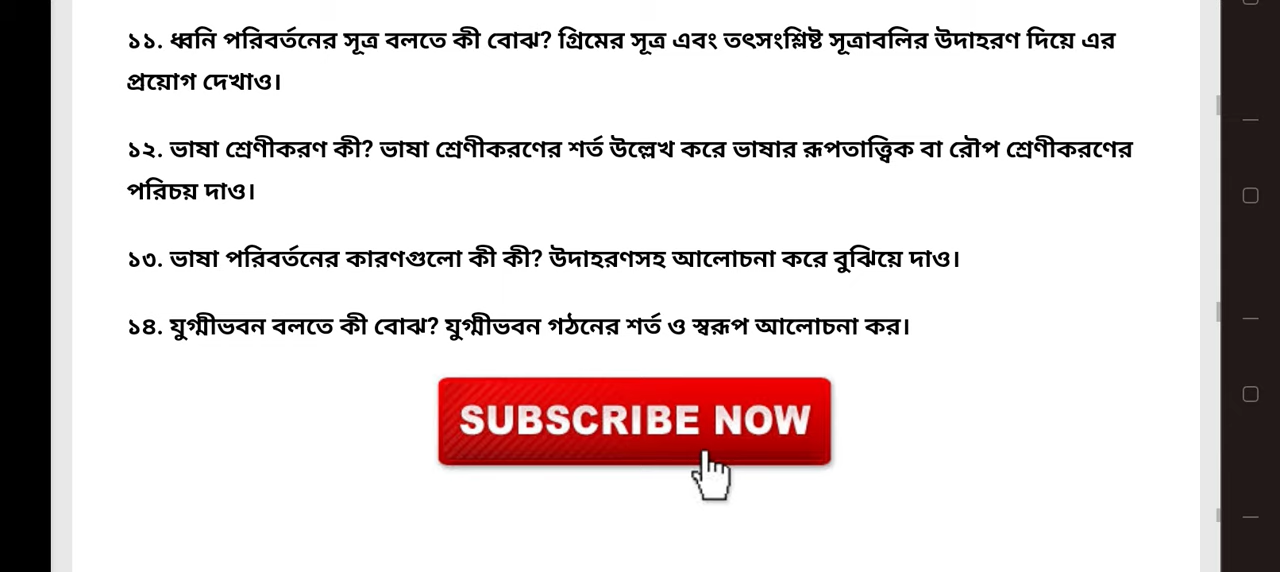 ১১. ধ্বনি পরিবর্তনের সূত্র বলতে কী বোঝ? গ্রিমের সূত্র এবং তৎসংশ্লিষ্ট সূত্রাবলির উদাহরণ দিয়ে এর
প্রয়োগ দেখাও।
১২. ভাষা শ্রেণীকরণ কী? ভাষা শ্রেণীকরণের শর্ত উল্লেখ করে ভাষার রূপতাত্ত্বিক বা রৌপ শ্রেণীকরণের
পরিচয় দাও।
১৩. ভাষা পরিবর্তনের কারণগুলো কী কী? উদাহরণসহ আলোচনা করে বুঝিয়ে দাও।
১৪. যুগ্মীভবন বলতে কী বোঝ? যুগ্মীভবন গঠনের শর্ত ও স্বরূপ আলোচনা কর।
SUBSCRIBE NOW